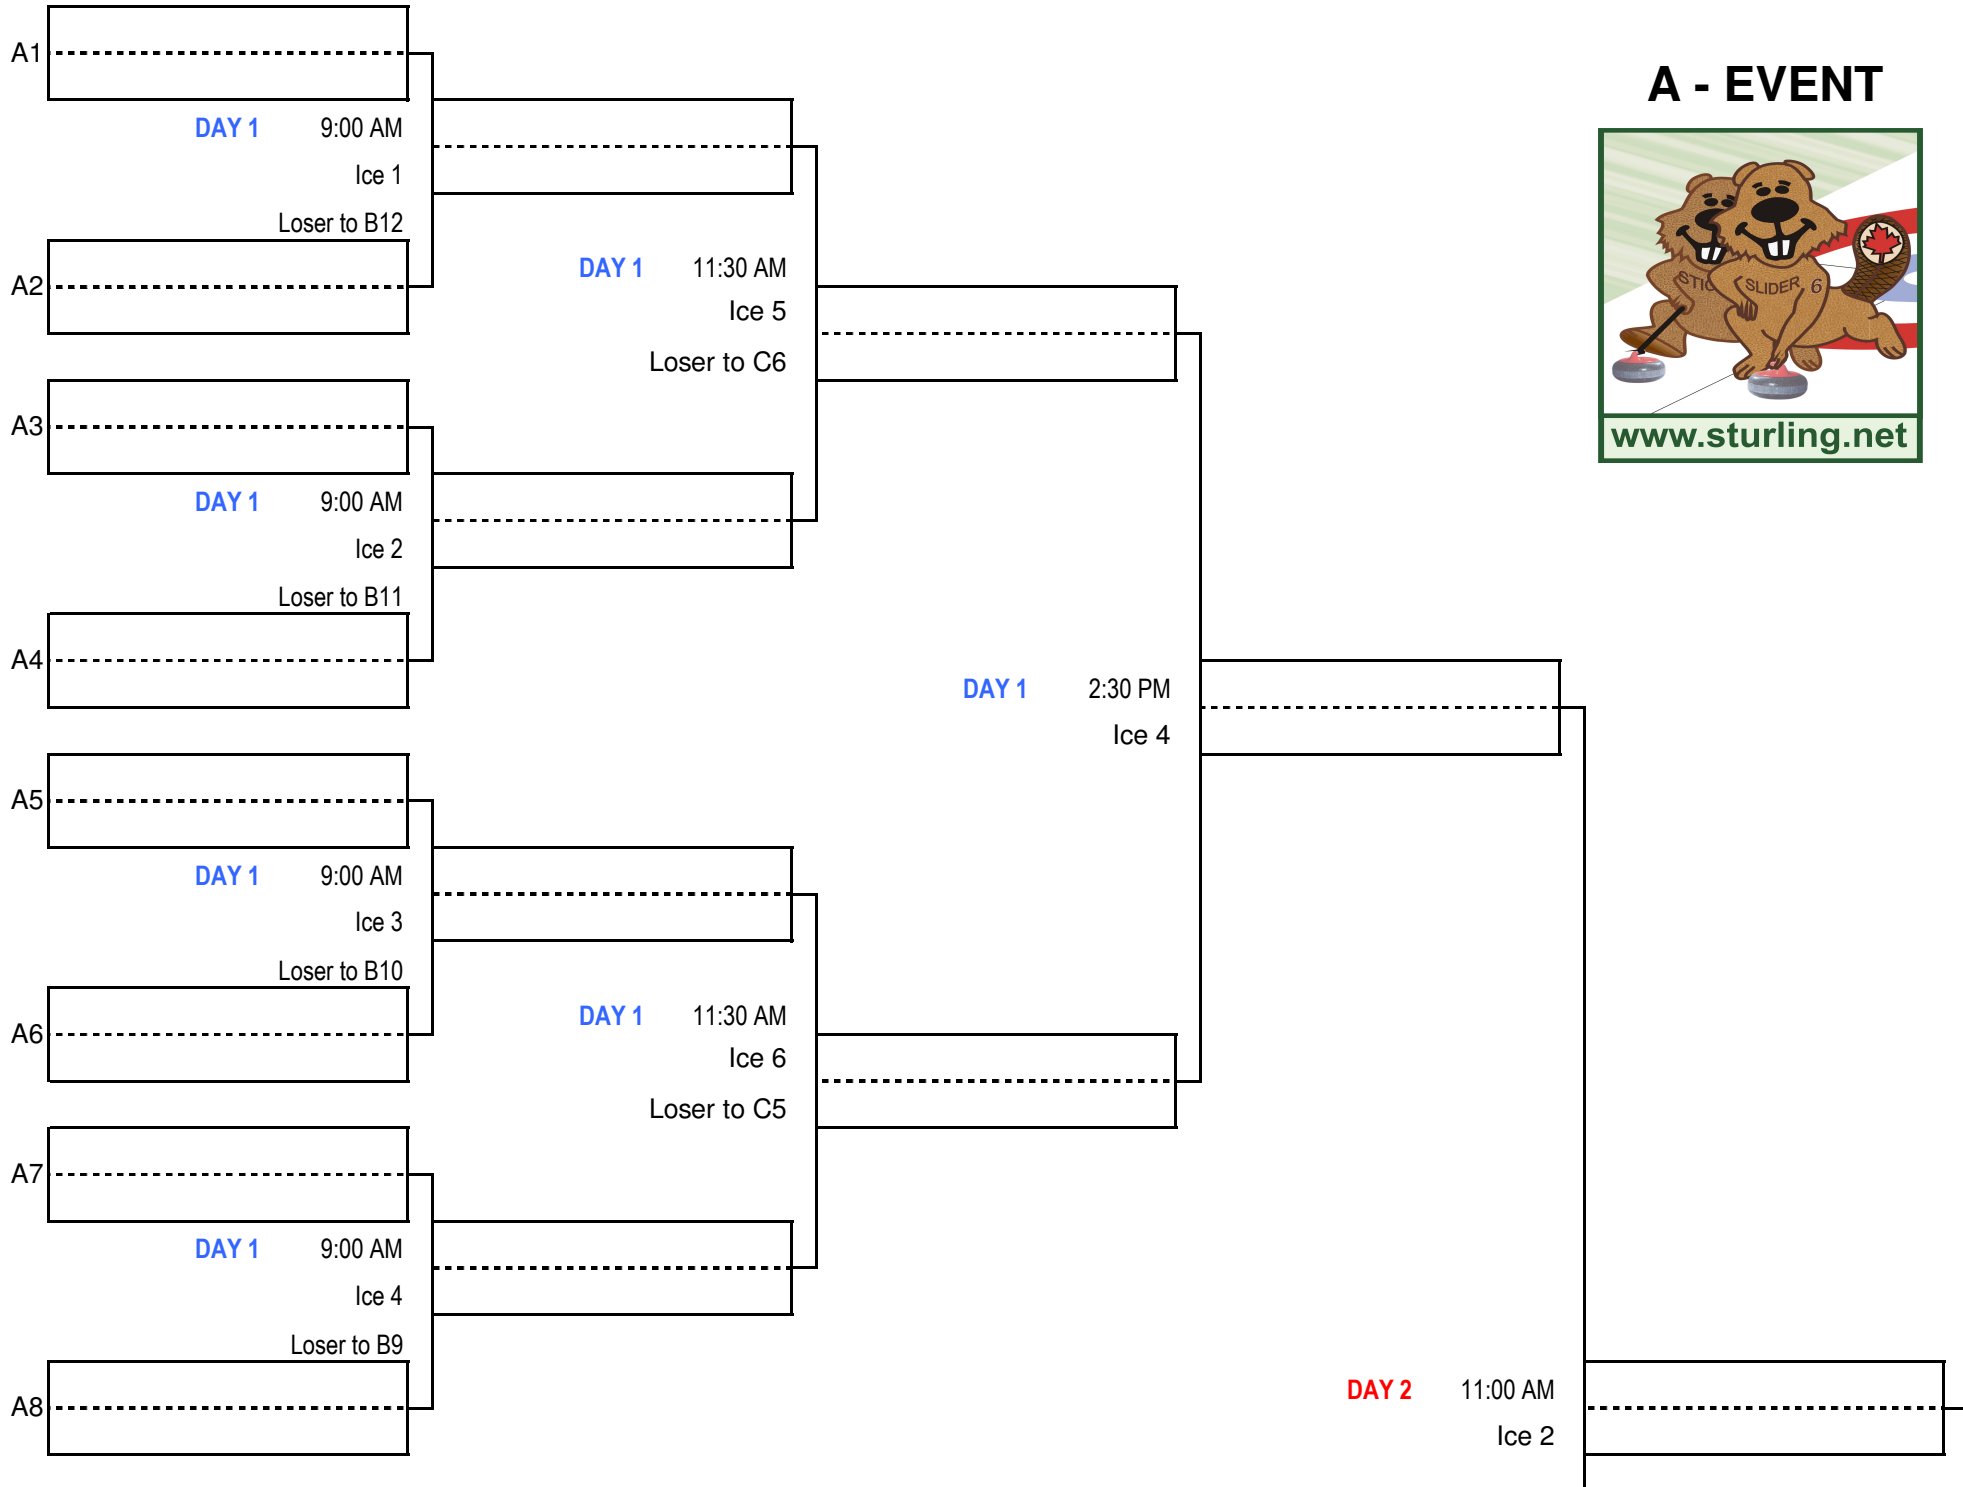 A - EVENT
A1
DAY 1 9:00 AM
Ice 1
Loser to B12
A2
DAY 1 11:30 AM
Ice 5
Loser to C6
STIC
SLIDER 6
www.sturling.net
A3
DAY 1 9:00 AM
Ice 2
Loser to B11
A4
DAY 1 2:30 PM
Ice 4
A5
DAY 1 9:00 AM
Ice 3
Loser to B10
A6
DAY 1 11:30 AM
Ice 6
Loser to C5
A7
DAY 1 9:00 AM
Ice 4
Loser to B9
A8
DAY 2 11:00 AM
Ice 2